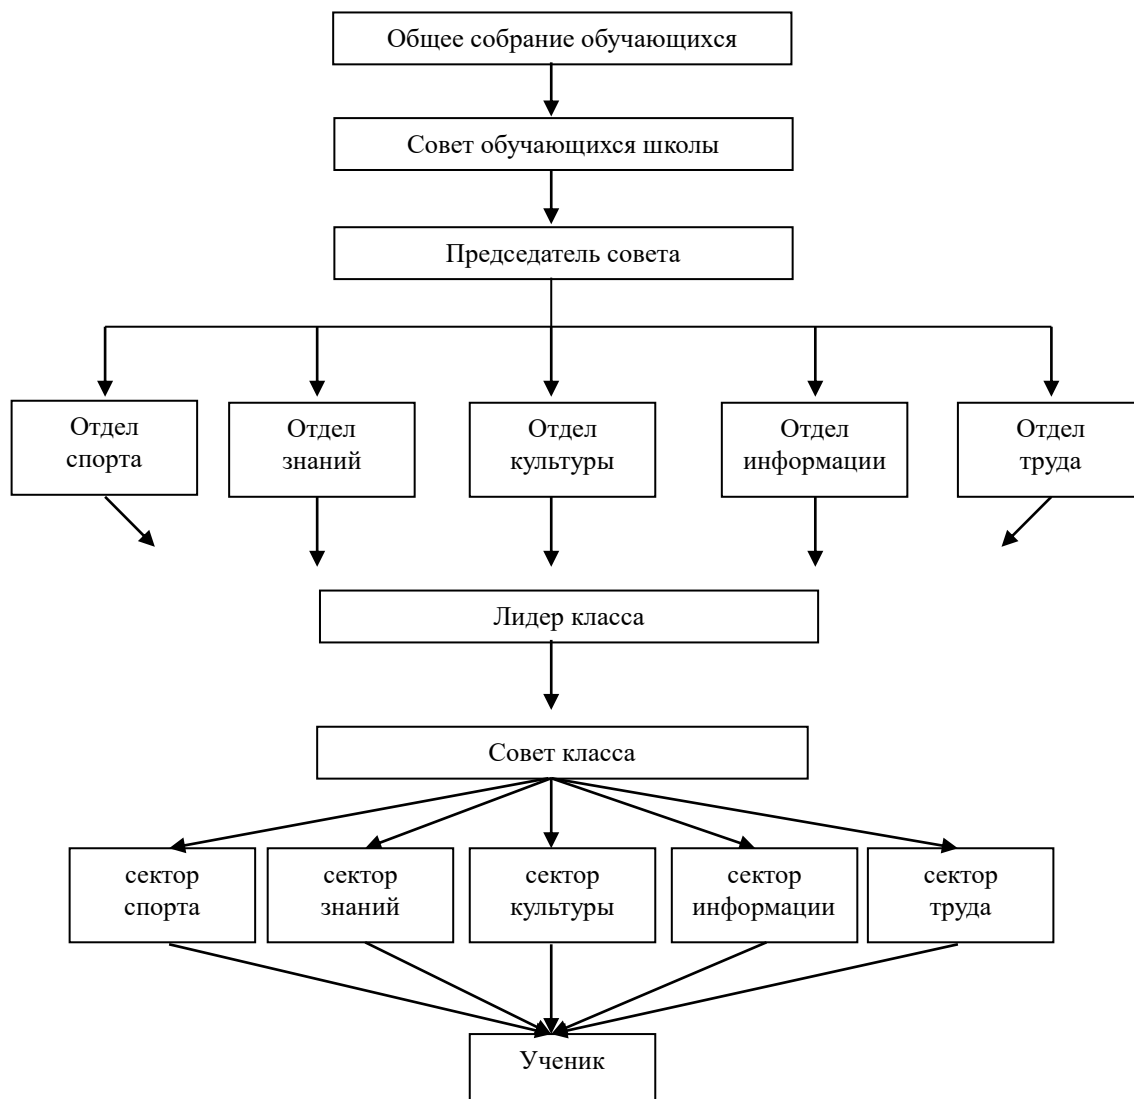 Общее собрание обучающихся
Совет обучающихся школы
Председатель совета
Отдел
спорта
Отдел
знаний
Отдел
культуры
Отдел
информации
Отдел
труда
Лидер класса
Совет класса
сектор
спорта
сектор
знаний
сектор
культуры
сектор
информации
сектор
труда
Ученик